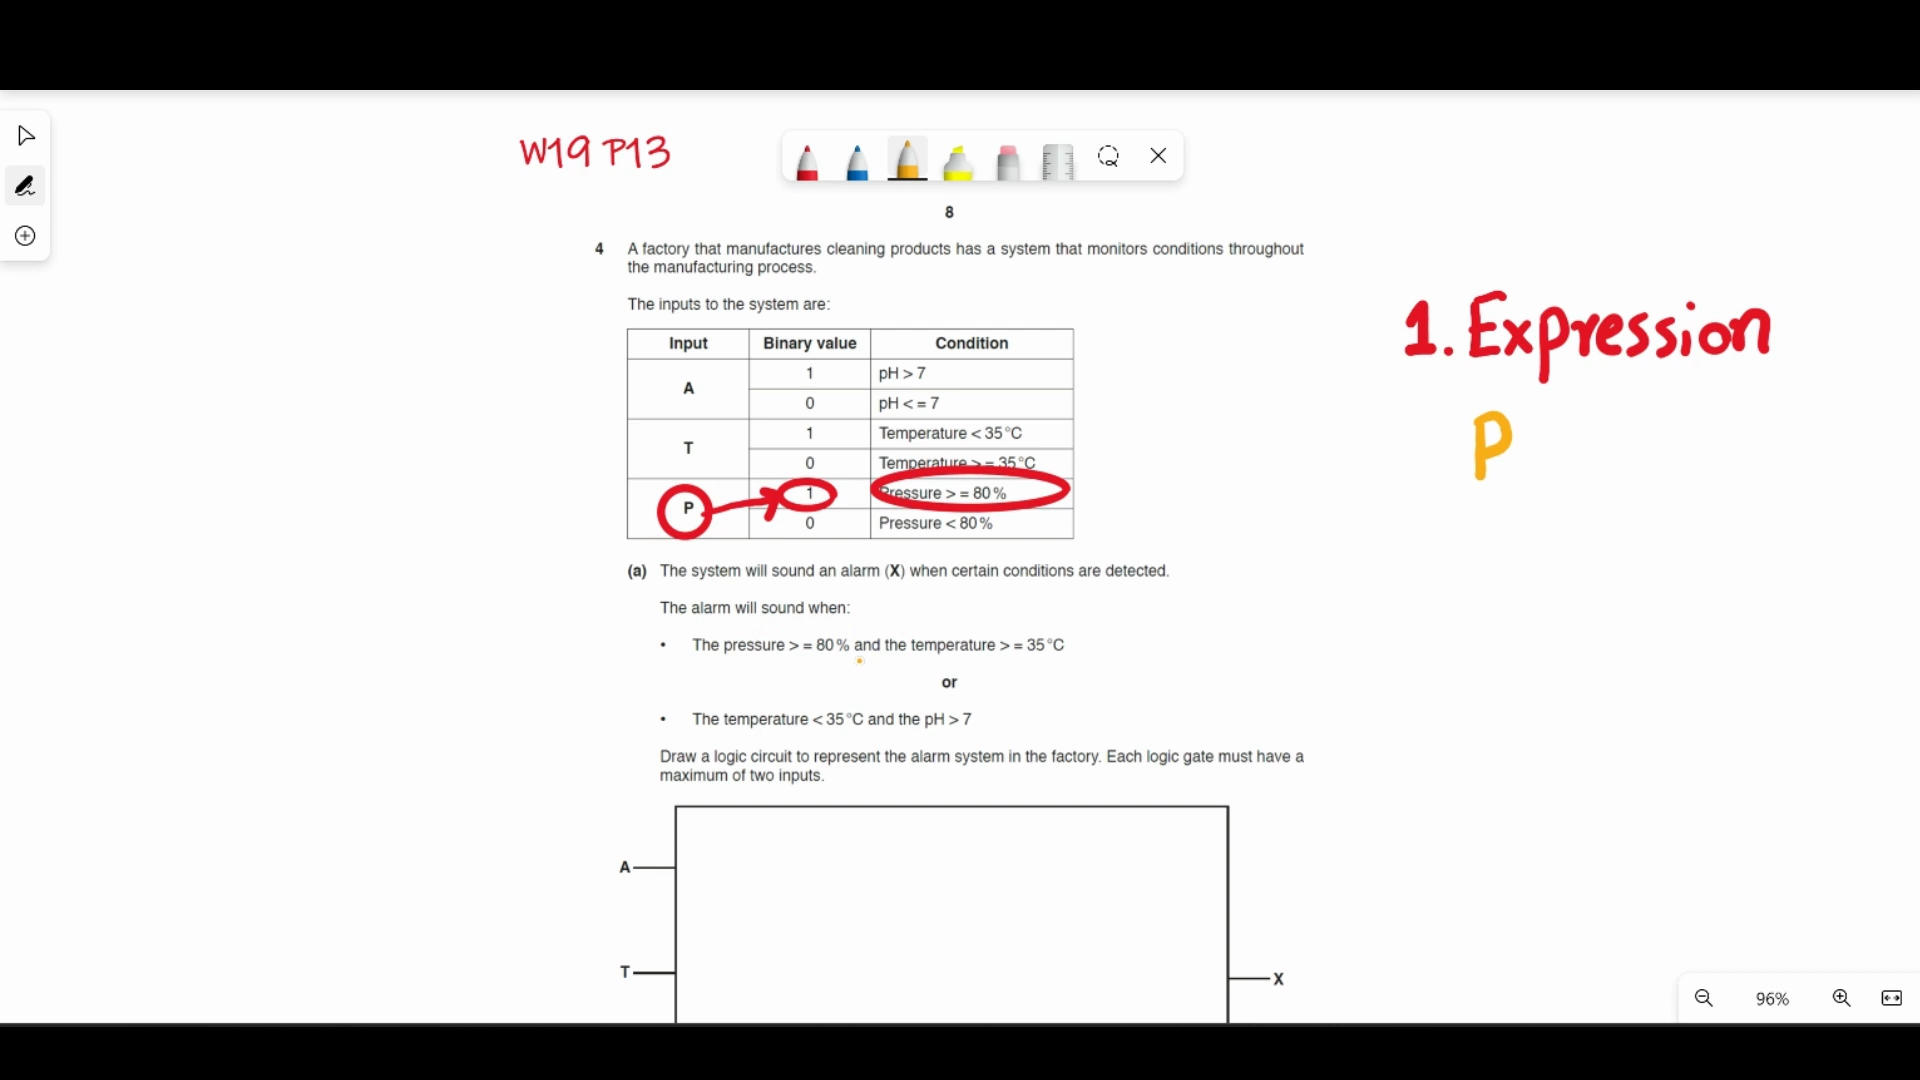 W19 P13
8
4 A factory that manufactures cleaning products has a system that monitors conditions throughout
the manufacturing process.
The inputs to the system are:
Input Binary value Condition
A
1 pH > 7
0 pH < = 7
T
1 Temperature < 35 °C
0 Temperature > = 35 °C
P
1 Pressure > = 80 %
0 Pressure < 80 %
1. Expression
P
(a) The system will sound an alarm (X) when certain conditions are detected.
The alarm will sound when:
• The pressure > = 80 % and the temperature > = 35 °C
or
• The temperature < 35 °C and the pH > 7
Draw a logic circuit to represent the alarm system in the factory. Each logic gate must have a
maximum of two inputs.
A
T
X
96%